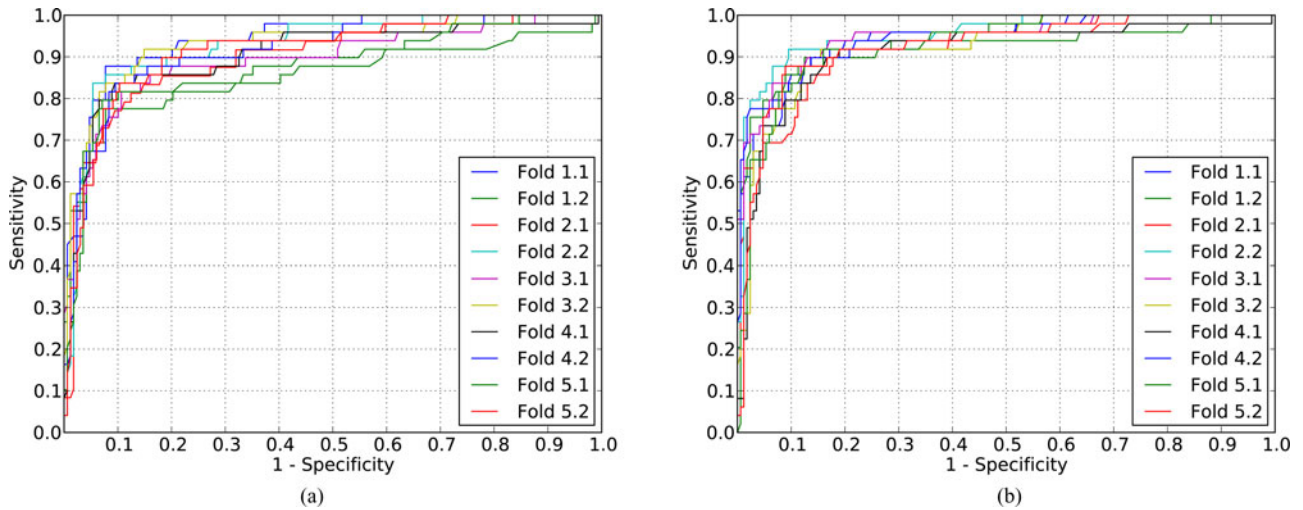 1.0
0.9
0.8
0.7
0.6
0.5
0.4
0.3
0.2
0.1
0.0
Sensitivity
0.1 0.2 0.3 0.4 0.5 0.6 0.7 0.8 0.9 1.0
1 - Specificity
Fold 1.1
Fold 1.2
Fold 2.1
Fold 2.2
Fold 3.1
Fold 3.2
Fold 4.1
Fold 4.2
Fold 5.1
Fold 5.2
(a)
1.0
0.9
0.8
0.7
0.6
0.5
0.4
0.3
0.2
0.1
0.0
Sensitivity
0.1 0.2 0.3 0.4 0.5 0.6 0.7 0.8 0.9 1.0
1 - Specificity
Fold 1.1
Fold 1.2
Fold 2.1
Fold 2.2
Fold 3.1
Fold 3.2
Fold 4.1
Fold 4.2
Fold 5.1
Fold 5.2
(b)